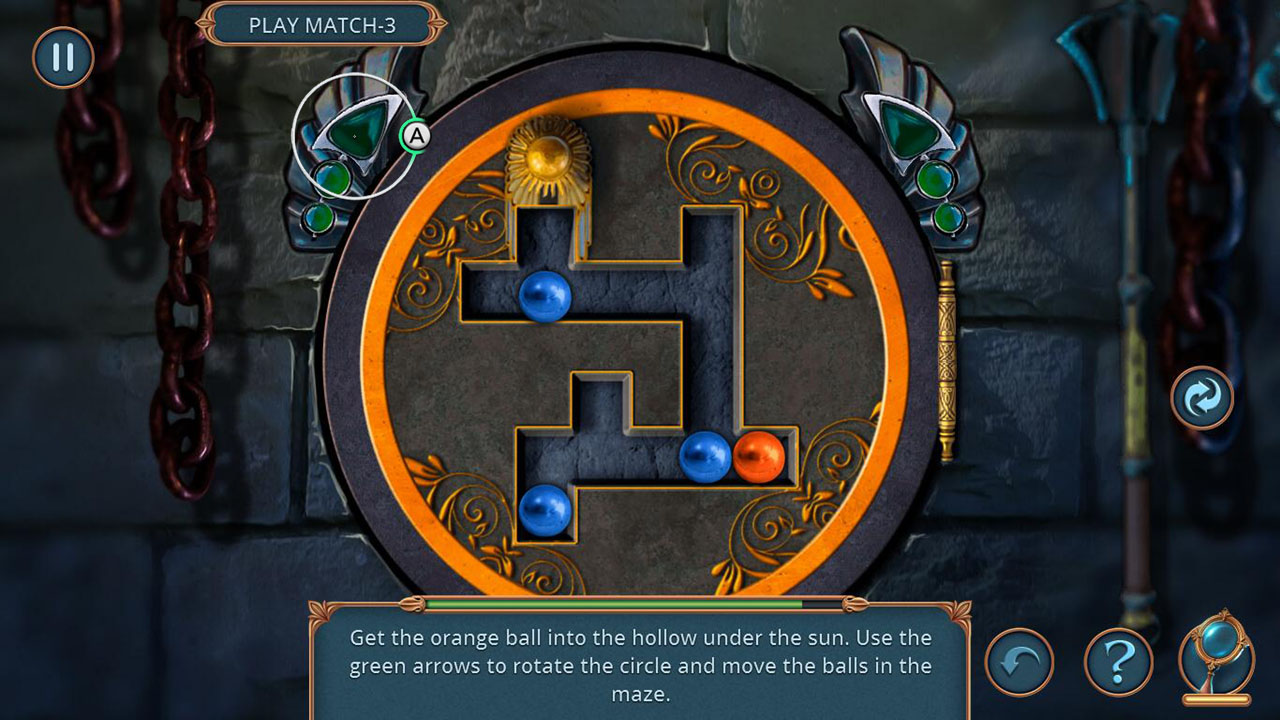 PLAY MATCH-3
A
Get the orange ball into the hollow under the sun. Use the
green arrows to rotate the circle and move the balls in the
maze.
?